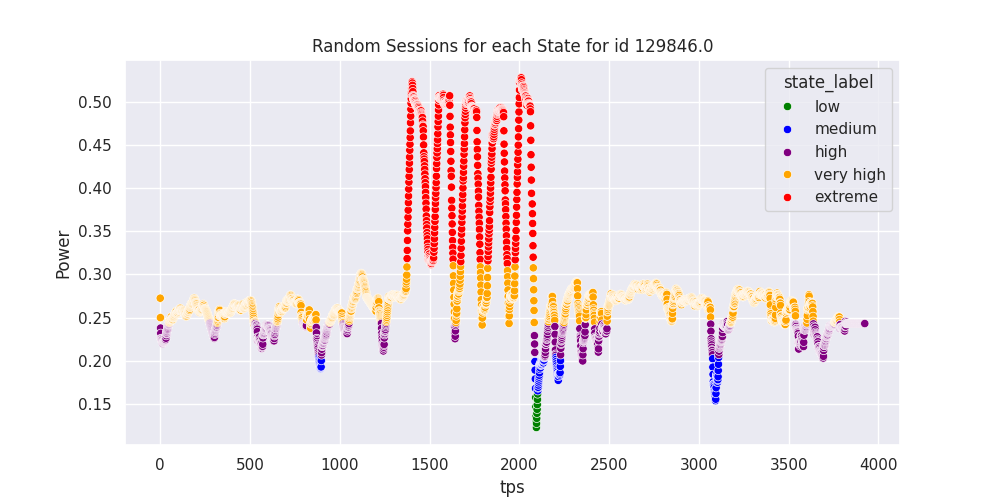 Random Sessions for each State for id 129846.0
Power
0.50
0.45
0.40
0.35
0.30
0.25
0.20
0.15
state_label
low
medium
high
very high
extreme
0 500 1000 1500 2000 2500 3000 3500 4000
tps